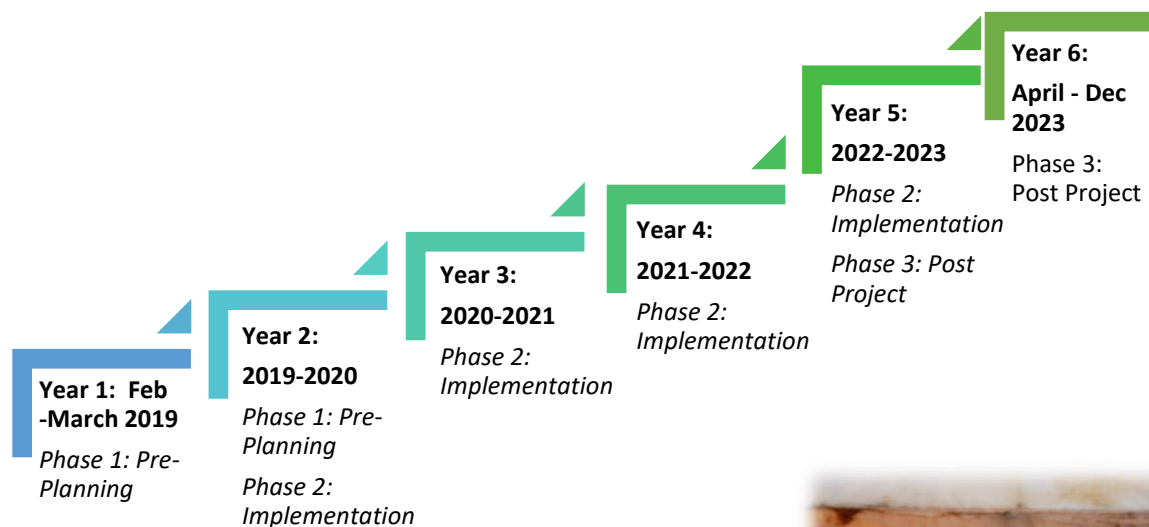 Year 1:  Feb
-March 2019
Phase 1: Pre-
Planning
Year 2:
2019-2020
Phase 1: Pre-
Planning
Phase 2:
Implementation
Year 3:
2020-2021
Phase 2:
Implementation
Year 4:
2021-2022
Phase 2:
Implementation
Year 5:
2022-2023
Phase 2:
Implementation
Phase 3: Post
Project
Year 6:
April - Dec
2023
Phase 3:
Post Project